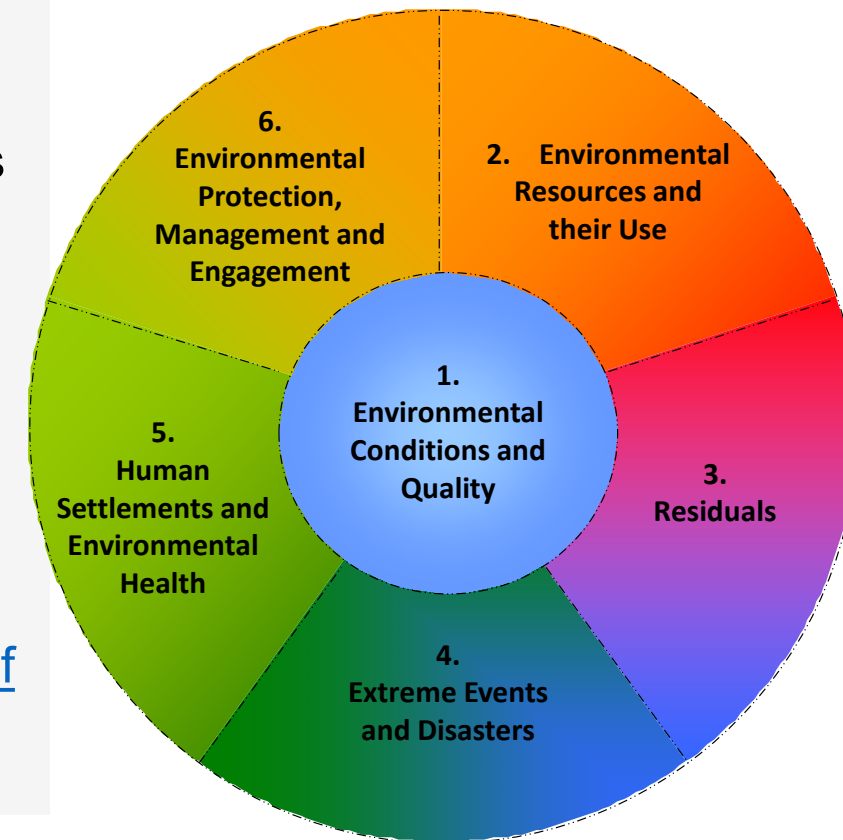 s
f
6.
Environmental
Protection,
Management and
Engagement
2. Environmental
Resources and
their Use
1.
Environmental
Conditions and
Quality
3.
Residuals
5.
Human
Settlements and
Environmental
Health
4.
Extreme Events
and Disasters